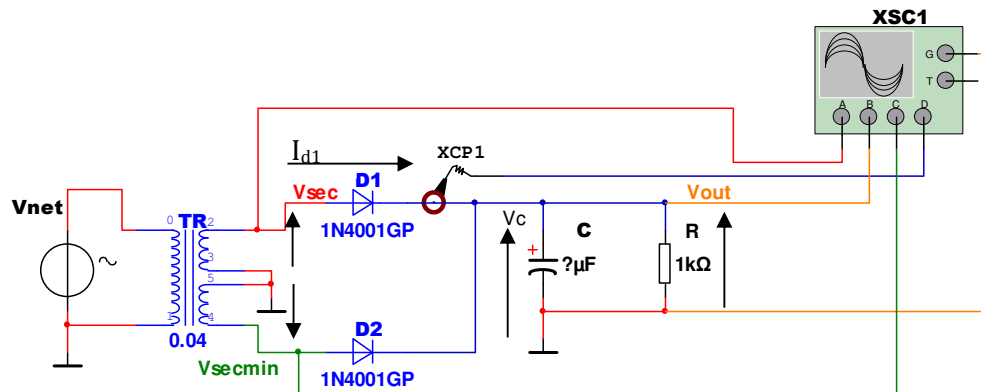 XSC1
G
T
A B C D
I_d1
XCP1
D1
Vsec
1N4001GP
Vnet
TR
0
2
3
5
1
4
0.04
Vout
Vc
+
C
?µF
R
1kΩ
D2
Vsecmin
1N4001GP